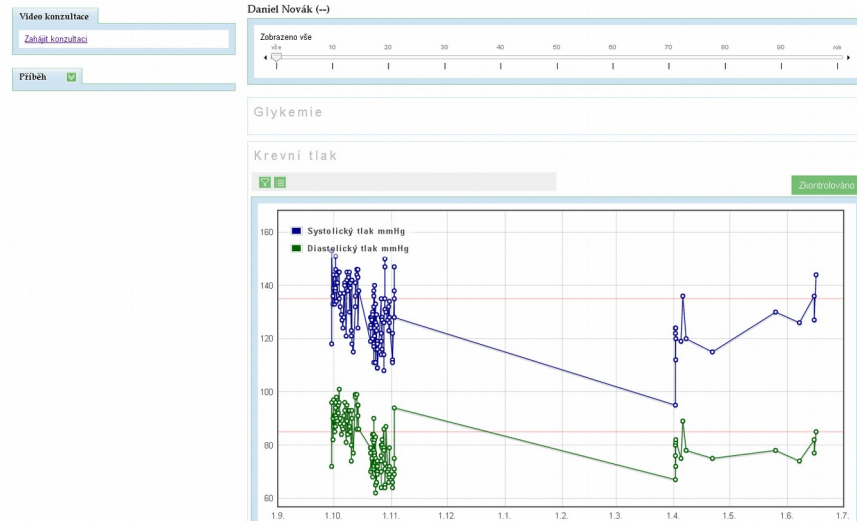 Video konzultace
Zahájit konzultaci
Příběh
Daniel Novák (--)
Zobrazeno vše
vše 10 20 30 40 50 60 70 80 90 rok
Glykemie
Krevní tlak
Zkontrolováno
Systolický tlak mmHg
Diastolický tlak mmHg
160
140
120
100
80
60
1.9. 1.10. 1.11. 1.12. 1.1. 1.2. 1.3. 1.4. 1.5. 1.6. 1.7.